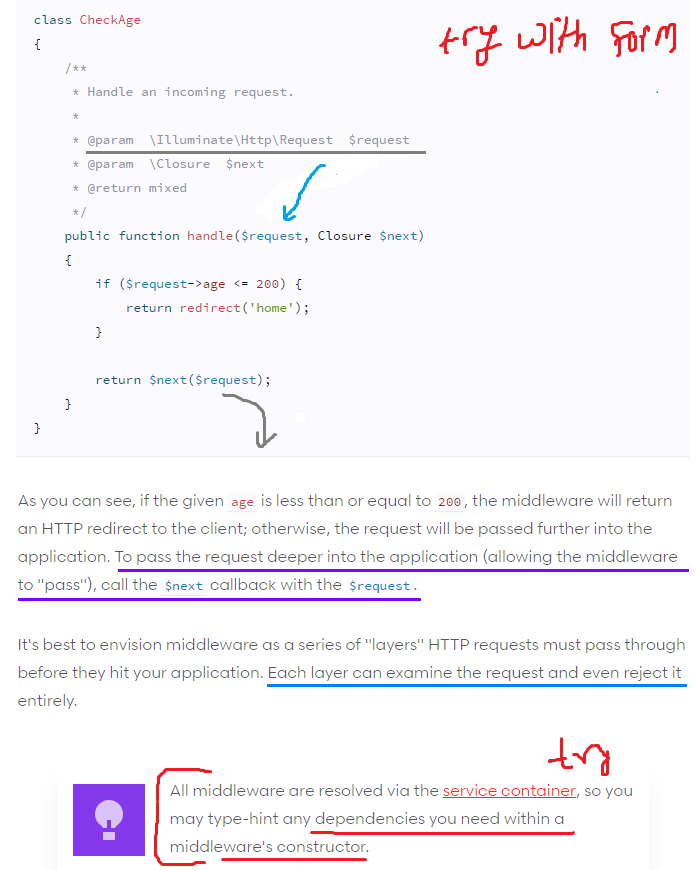 class CheckAge
try with form
{
/**
* Handle an incoming request.
*
* @param  \Illuminate\Http\Request  $request
* @param  \Closure  $next
* @return mixed
*/
public function handle($request, Closure $next)
{
if ($request->age <= 200) {
return redirect('home');
}
return $next($request);
}
}
As you can see, if the given age is less than or equal to 200, the middleware will return
an HTTP redirect to the client; otherwise, the request will be passed further into the
application. To pass the request deeper into the application (allowing the middleware
to "pass"), call the $next callback with the $request.
It's best to envision middleware as a series of "layers" HTTP requests must pass through
before they hit your application. Each layer can examine the request and even reject it
entirely.
try
All middleware are resolved via the service container, so you
may type-hint any dependencies you need within a
middleware's constructor.